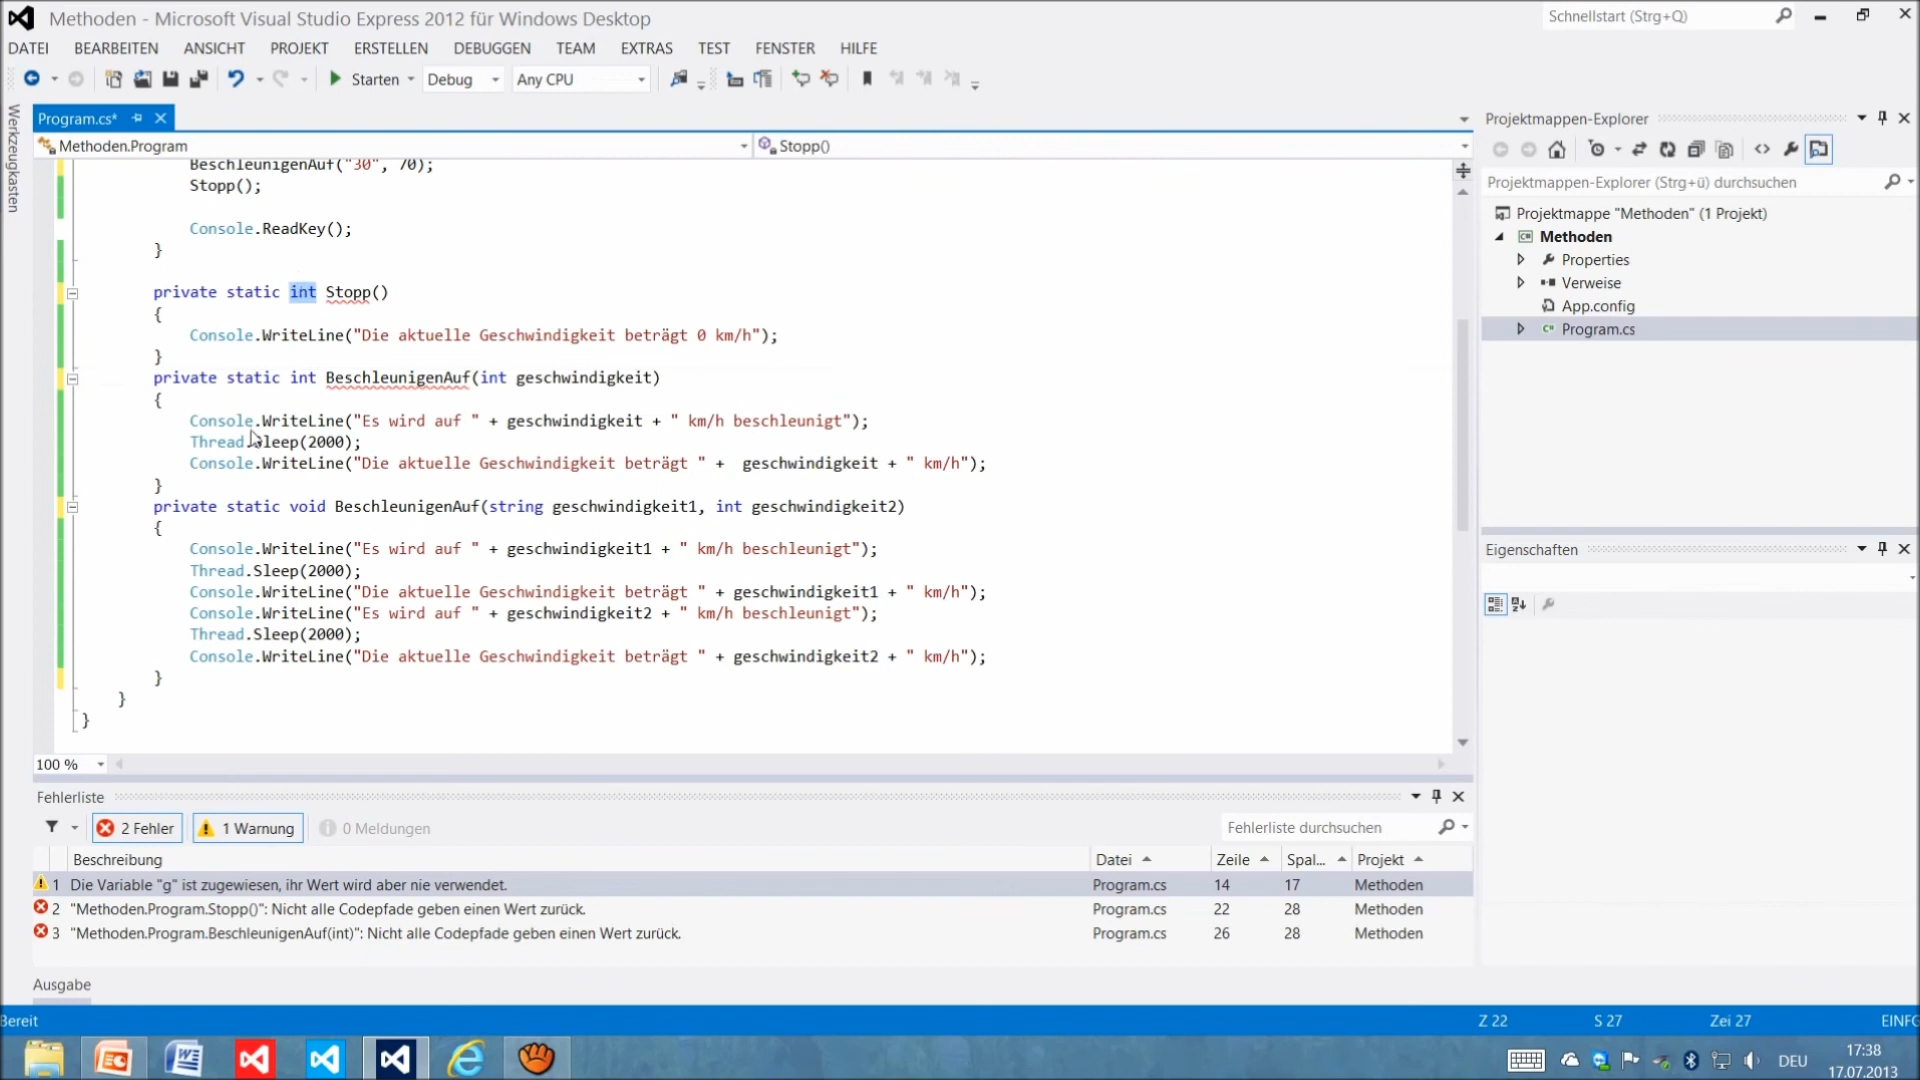 Methoden - Microsoft Visual Studio Express 2012 für Windows Desktop
Schnellstart (Strg+Q)
DATEI BEARBEITEN ANSICHT PROJEKT ERSTELLEN DEBUGGEN TEAM EXTRAS TEST FENSTER HILFE
Starten Debug Any CPU
Werkzeugkasten
Program.cs*
Methoden.Program
Stopp()
BeschleunigenAuf("30", 70);
Stopp();
Console.ReadKey();
}
private static int Stopp()
{
Console.WriteLine("Die aktuelle Geschwindigkeit beträgt 0 km/h");
}
private static int BeschleunigenAuf(int geschwindigkeit)
{
Console.WriteLine("Es wird auf " + geschwindigkeit + " km/h beschleunigt");
Thread.Sleep(2000);
Console.WriteLine("Die aktuelle Geschwindigkeit beträgt " +  geschwindigkeit + " km/h");
}
private static void BeschleunigenAuf(string geschwindigkeit1, int geschwindigkeit2)
{
Console.WriteLine("Es wird auf " + geschwindigkeit1 + " km/h beschleunigt");
Thread.Sleep(2000);
Console.WriteLine("Die aktuelle Geschwindigkeit beträgt " + geschwindigkeit1 + " km/h");
Console.WriteLine("Es wird auf " + geschwindigkeit2 + " km/h beschleunigt");
Thread.Sleep(2000);
Console.WriteLine("Die aktuelle Geschwindigkeit beträgt " + geschwindigkeit2 + " km/h");
}
}
}
100 %
Projektmappen-Explorer
Projektmappen-Explorer (Strg+ü) durchsuchen
Projektmappe "Methoden" (1 Projekt)
Methoden
Properties
Verweise
App.config
Program.cs
Eigenschaften
Fehlerliste
2 Fehler 1 Warnung 0 Meldungen
Fehlerliste durchsuchen
Beschreibung Datei Zeile Spal... Projekt
1 Die Variable "g" ist zugewiesen, ihr Wert wird aber nie verwendet. Program.cs 14 17 Methoden
2 "Methoden.Program.Stopp()": Nicht alle Codepfade geben einen Wert zurück. Program.cs 22 28 Methoden
3 "Methoden.Program.BeschleunigenAuf(int)": Nicht alle Codepfade geben einen Wert zurück. Program.cs 26 28 Methoden
Ausgabe
Bereit Z 22 S 27 Zei 27 EINFG
DEU
17:38
17.07.2013